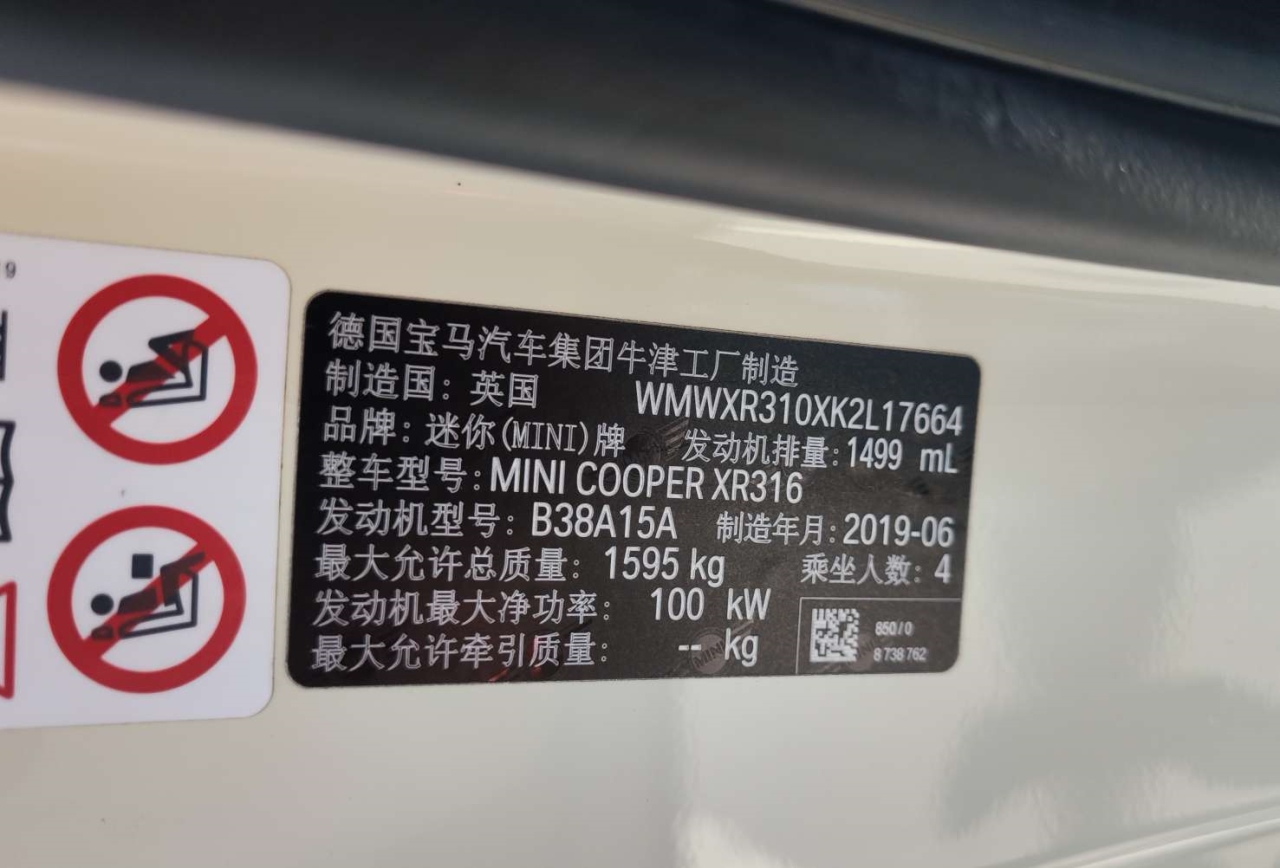 德国宝马汽车集团牛津工厂制造
制造国：英国 WMWXR310XK2L17664
品牌：迷你(MINI)牌 发动机排量：1499 mL
整车型号：MINI COOPER XR316
发动机型号：B38A15A 制造年月：2019-06
最大允许总质量：1595 kg 乘坐人数：4
发动机最大净功率：100 kW
最大允许牵引质量：-- kg
850/0
8 738 762
MINI